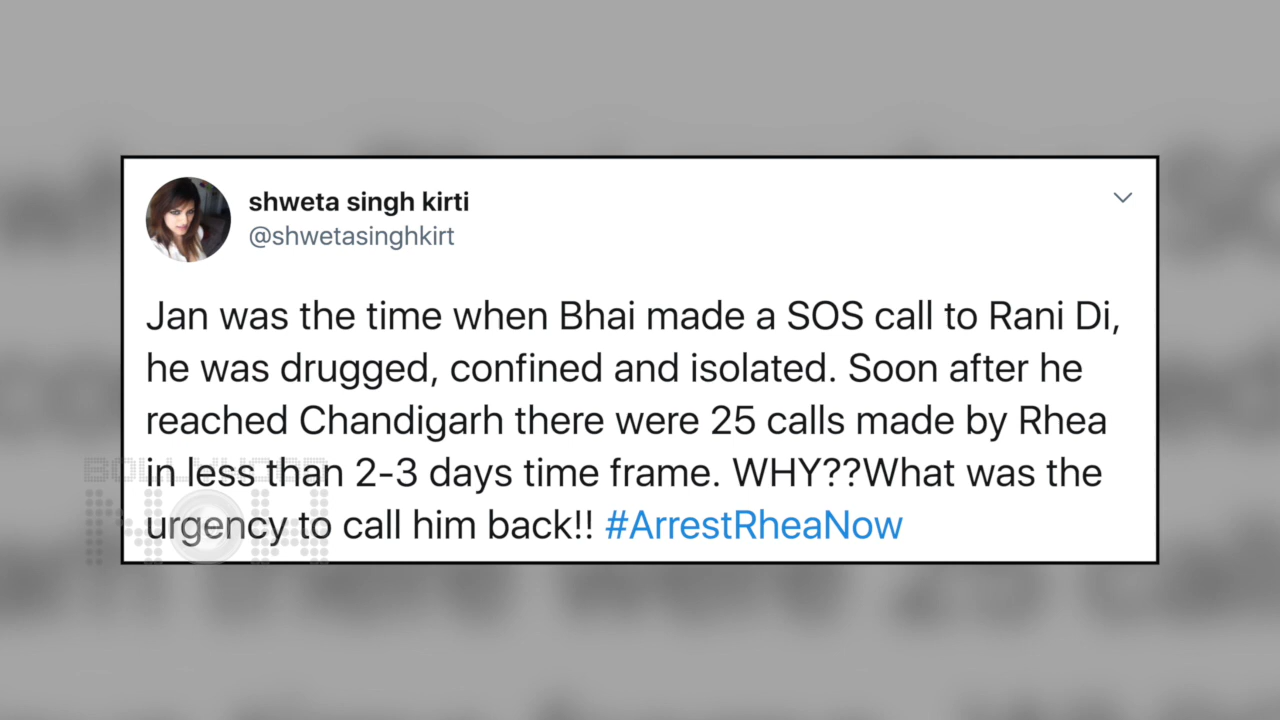 shweta singh kirti
@shwetasinghkirt
Jan was the time when Bhai made a SOS call to Rani Di,
he was drugged, confined and isolated. Soon after he
reached Chandigarh there were 25 calls made by Rhea
in less than 2-3 days time frame. WHY??What was the
urgency to call him back!! #ArrestRheaNow
BOLLYWOOD
NOW